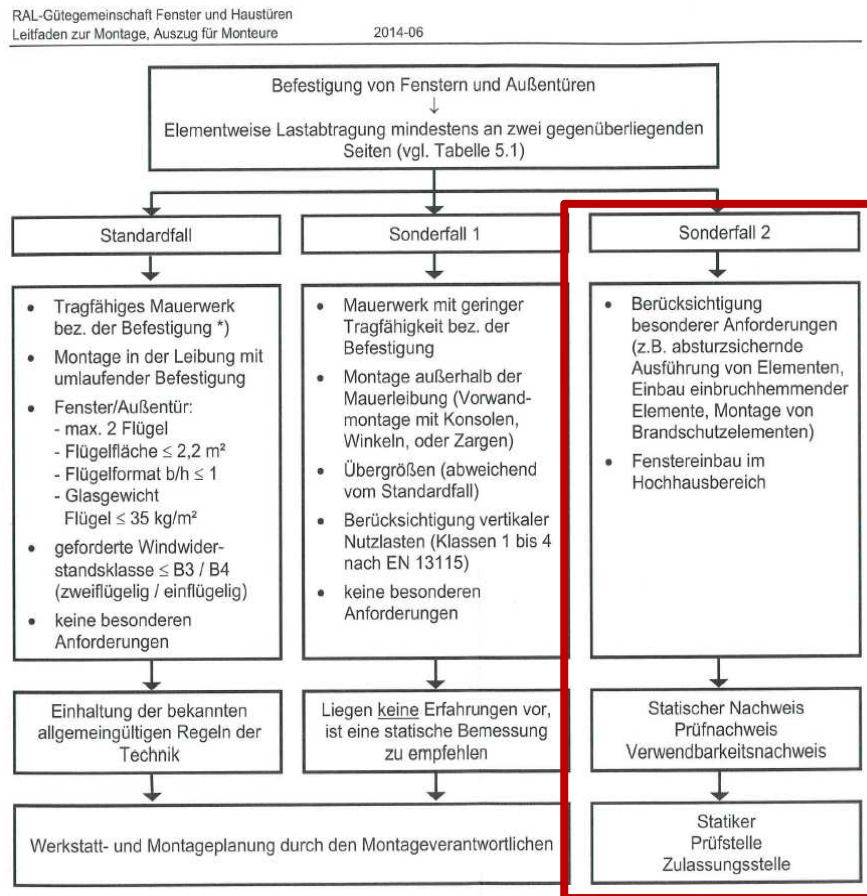 RAL-Gütegemeinschaft Fenster und Haustüren
Leitfaden zur Montage, Auszug für Monteure 2014-06
Befestigung von Fenstern und Außentüren
↓
Elementweise Lastabtragung mindestens an zwei gegenüberliegenden
Seiten (vgl. Tabelle 5.1)
Standardfall
• Tragfähiges Mauerwerk
bez. der Befestigung *)
• Montage in der Leibung mit
umlaufender Befestigung
• Fenster/Außentür:
- max. 2 Flügel
- Flügelfläche ≤ 2,2 m²
- Flügelformat b/h ≤ 1
- Glasgewicht
Flügel ≤ 35 kg/m²
• geforderte Windwider-
standsklasse ≤ B3 / B4
(zweiflügelig / einflügelig)
• keine besonderen
Anforderungen
Einhaltung der bekannten
allgemeingültigen Regeln der
Technik
Sonderfall 1
• Mauerwerk mit geringer
Tragfähigkeit bez. der
Befestigung
• Montage außerhalb der
Mauerleibung (Vorwand-
montage mit Konsolen,
Winkeln, oder Zargen)
• Übergrößen (abweichend
vom Standardfall)
• Berücksichtigung vertikaler
Nutzlasten (Klassen 1 bis 4
nach EN 13115)
• keine besonderen
Anforderungen
Liegen keine Erfahrungen vor,
ist eine statische Bemessung
zu empfehlen
Werkstatt- und Montageplanung durch den Montageverantwortlichen
Sonderfall 2
• Berücksichtigung
besonderer Anforderungen
(z.B. absturzsichernde
Ausführung von Elementen,
Einbau einbruchhemmender
Elemente, Montage von
Brandschutzelementen)
• Fenstereinbau im
Hochhausbereich
Statischer Nachweis
Prüfnachweis
Verwendbarkeitsnachweis
Statiker
Prüfstelle
Zulassungsstelle